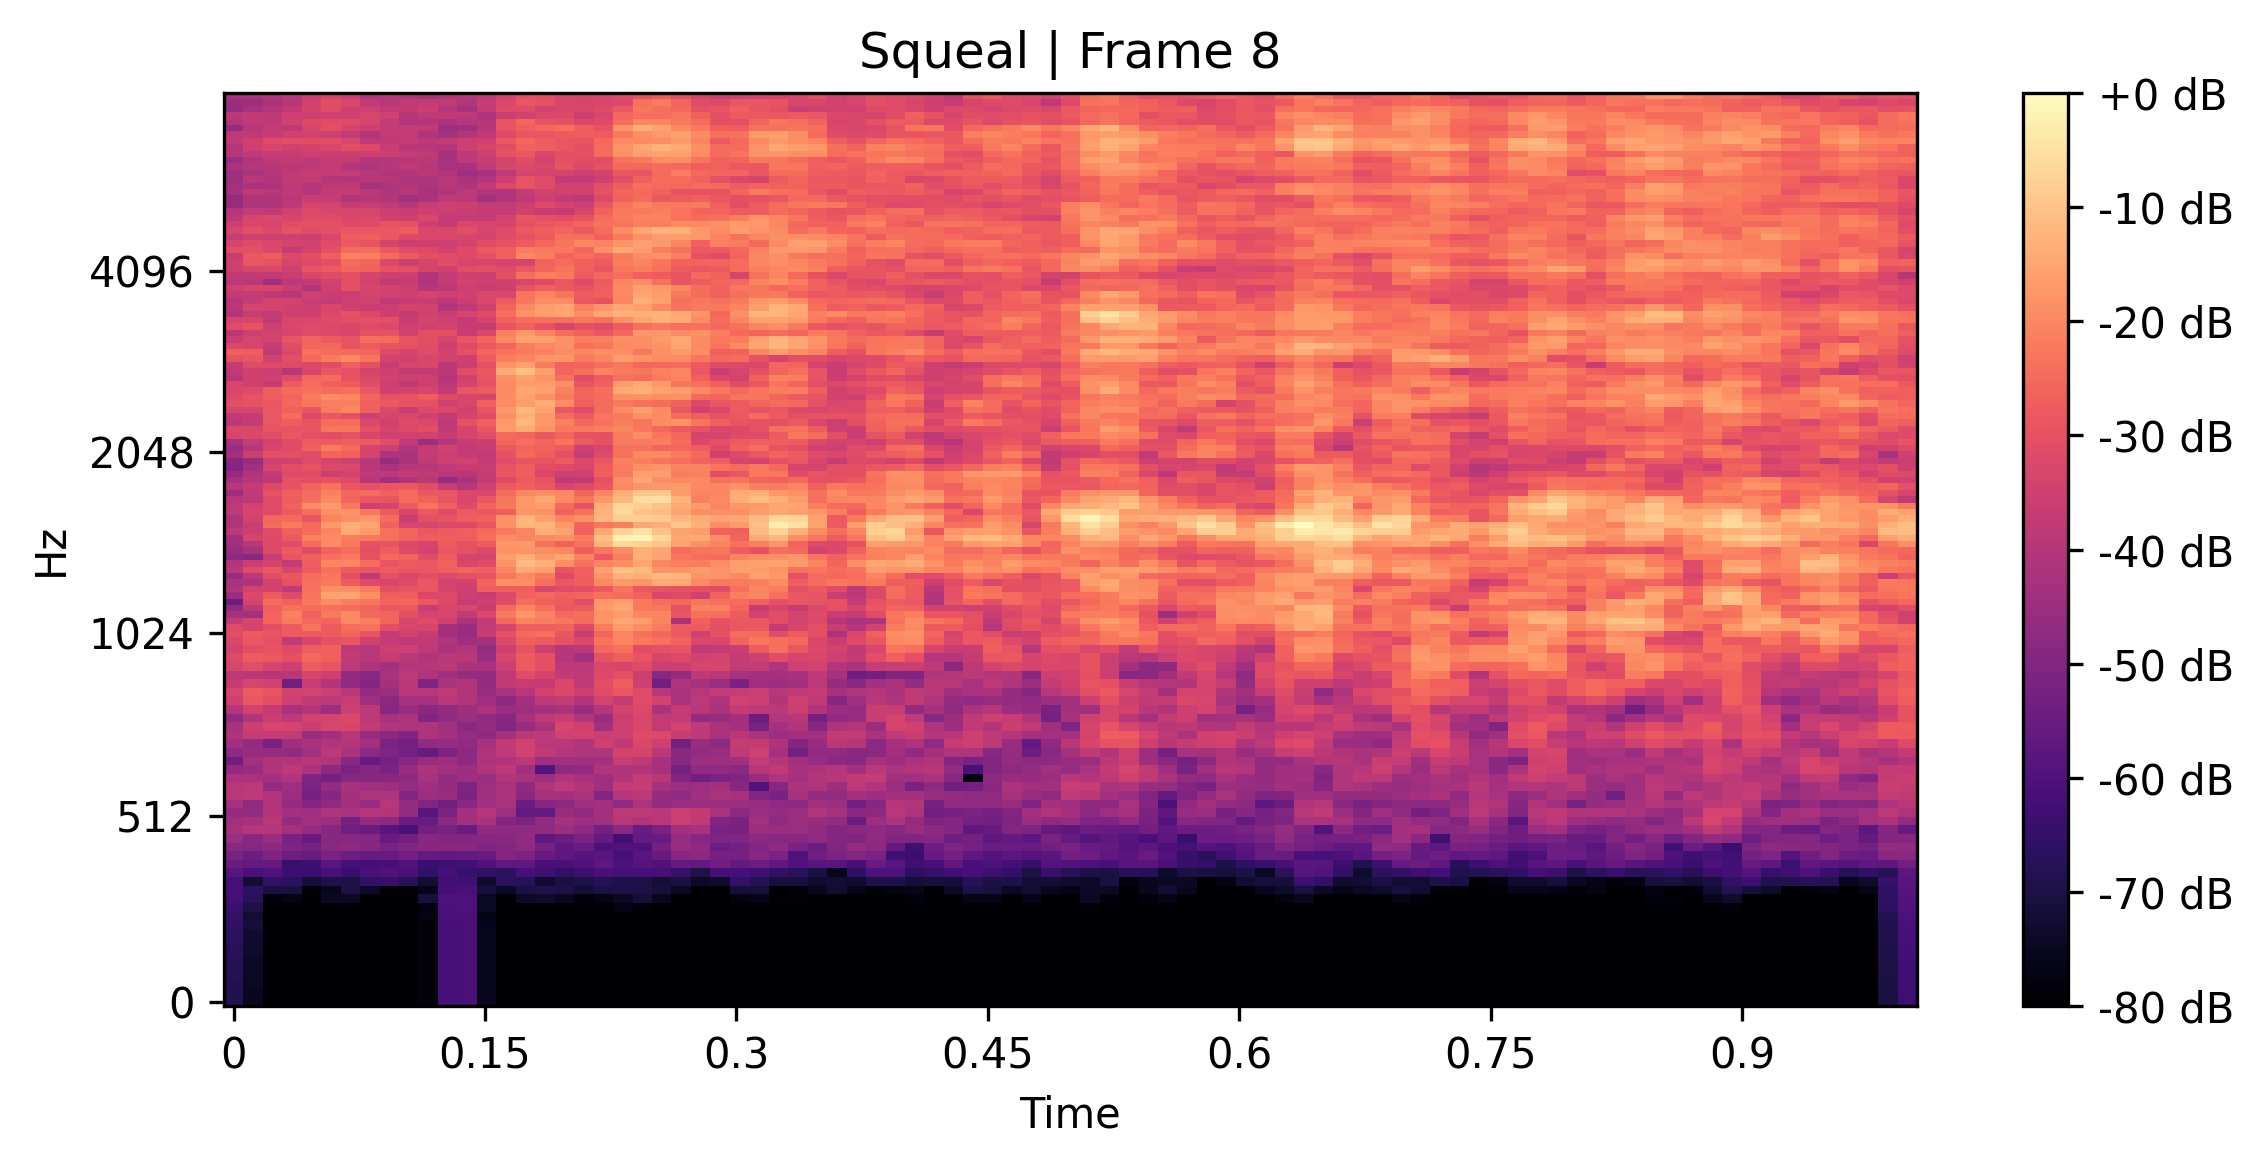 Squeal | Frame 8
Hz
4096
2048
1024
512
0
0 0.15 0.3 0.45 0.6 0.75 0.9
Time
+0 dB
-10 dB
-20 dB
-30 dB
-40 dB
-50 dB
-60 dB
-70 dB
-80 dB